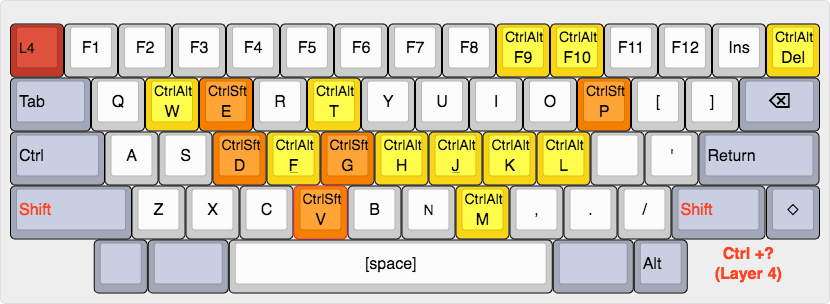 L4 F1 F2 F3 F4 F5 F6 F7 F8 CtrlAlt F9 CtrlAlt F10 F11 F12 Ins CtrlAlt Del
Tab Q CtrlAlt W CtrlSft E R CtrlAlt T Y U I O CtrlSft P [ ] ⌫
Ctrl A S CtrlSft D CtrlAlt F CtrlSft G CtrlAlt H CtrlAlt J CtrlAlt K CtrlAlt L ' Return
Shift Z X C CtrlSft V B N CtrlAlt M , . / Shift ◇
[space] Alt
Ctrl +?
(Layer 4)